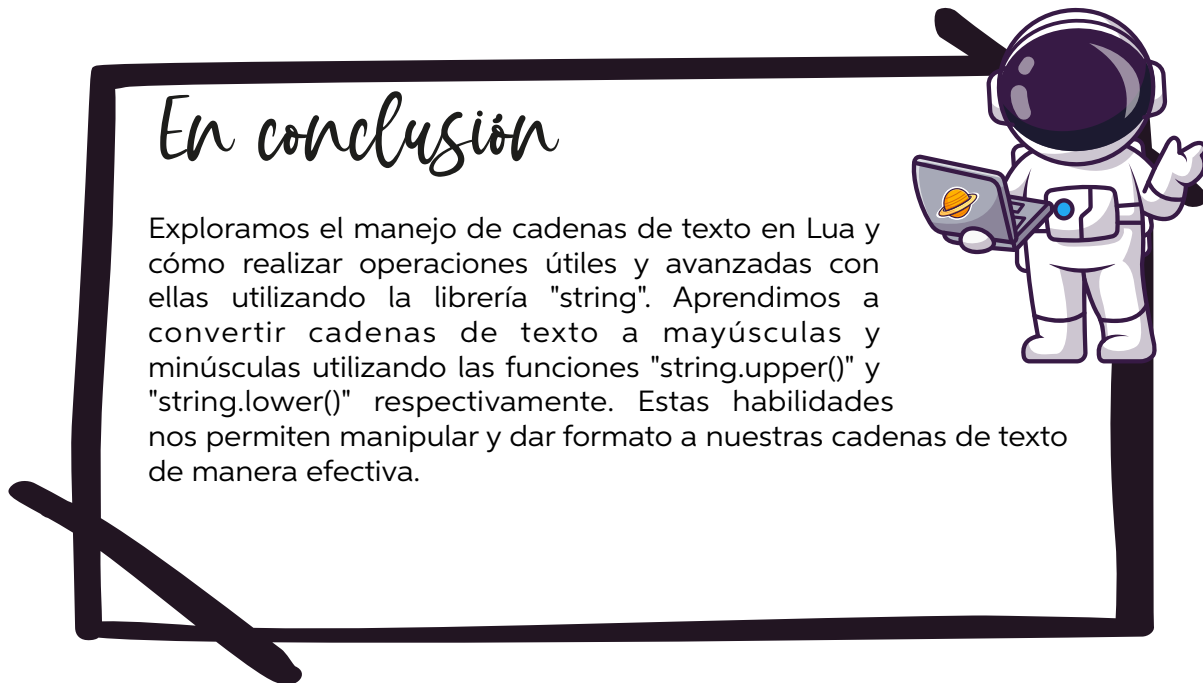 En conclusión
Exploramos el manejo de cadenas de texto en Lua y
cómo realizar operaciones útiles y avanzadas con
ellas utilizando la librería "string". Aprendimos a
convertir cadenas de texto a mayúsculas y
minúsculas utilizando las funciones "string.upper()" y
"string.lower()" respectivamente. Estas habilidades
nos permiten manipular y dar formato a nuestras cadenas de texto
de manera efectiva.